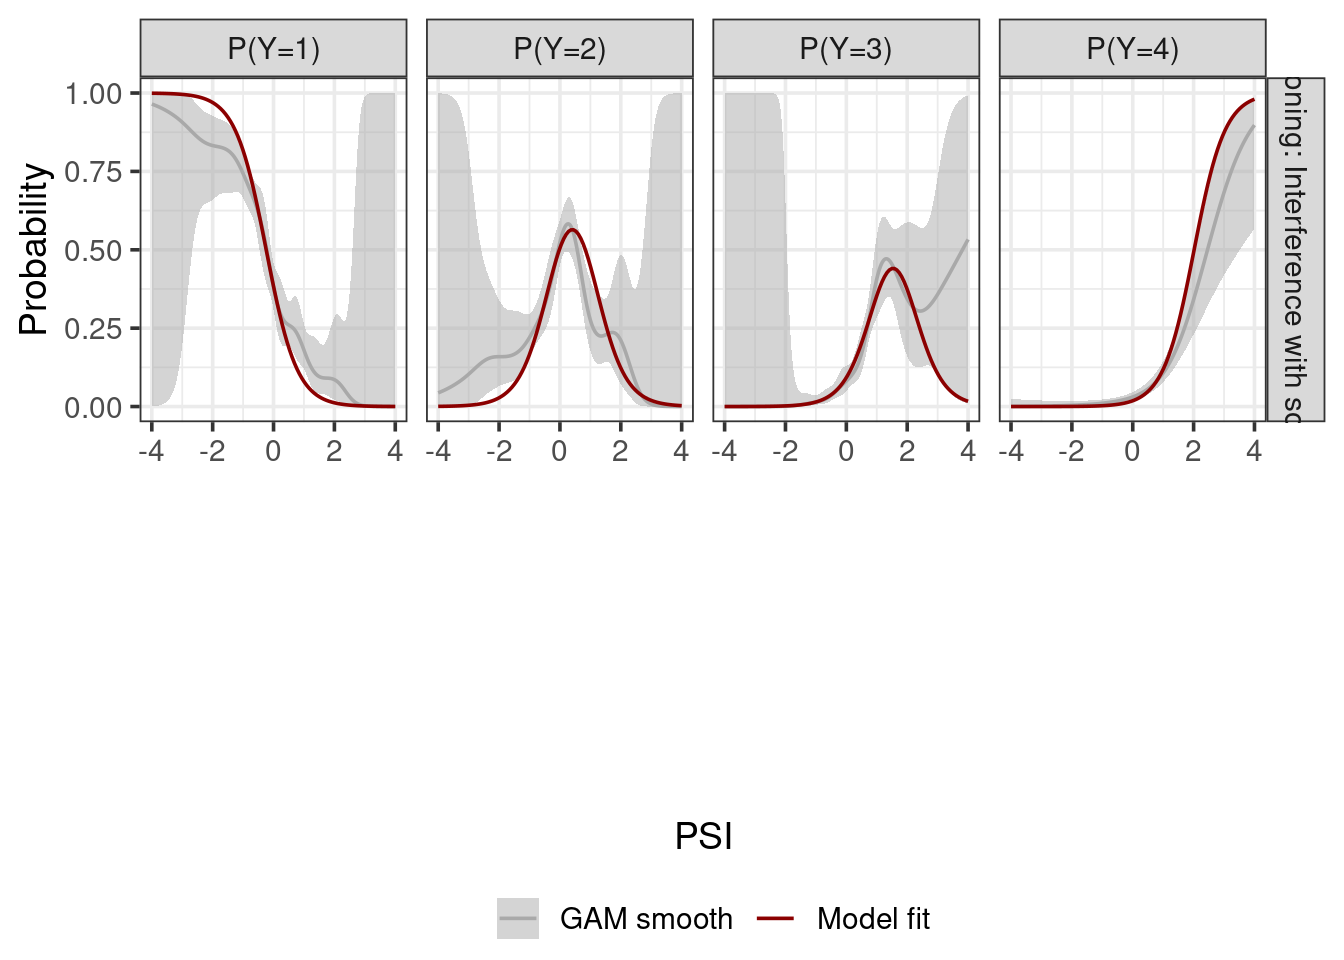 P(Y=1) P(Y=2) P(Y=3) P(Y=4)
Probability
1.00
0.75
0.50
0.25
0.00
-4 -2 0 2 4 -4 -2 0 2 4 -4 -2 0 2 4 -4 -2 0 2 4
oning: Interference with sc
PSI
GAM smooth Model fit